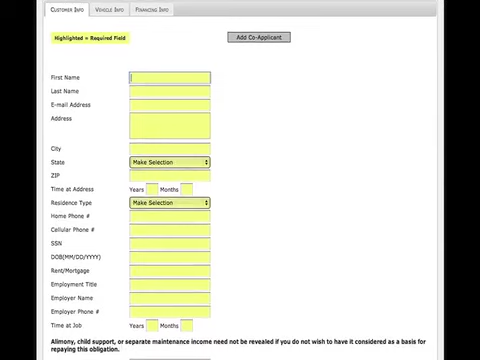 Customer Info Vehicle Info Financing Info
Highlighted = Required Field Add Co-Applicant
First Name
Last Name
E-mail Address
Address
City
State Make Selection
ZIP
Time at Address Years Months
Residence Type Make Selection
Home Phone #
Cellular Phone #
SSN
DOB(MM/DD/YYYY)
Rent/Mortgage
Employment Title
Employer Name
Employer Phone #
Time at Job Years Months
Alimony, child support, or separate maintenance income need not be revealed if you do not wish to have it considered as a basis for
repaying this obligation.